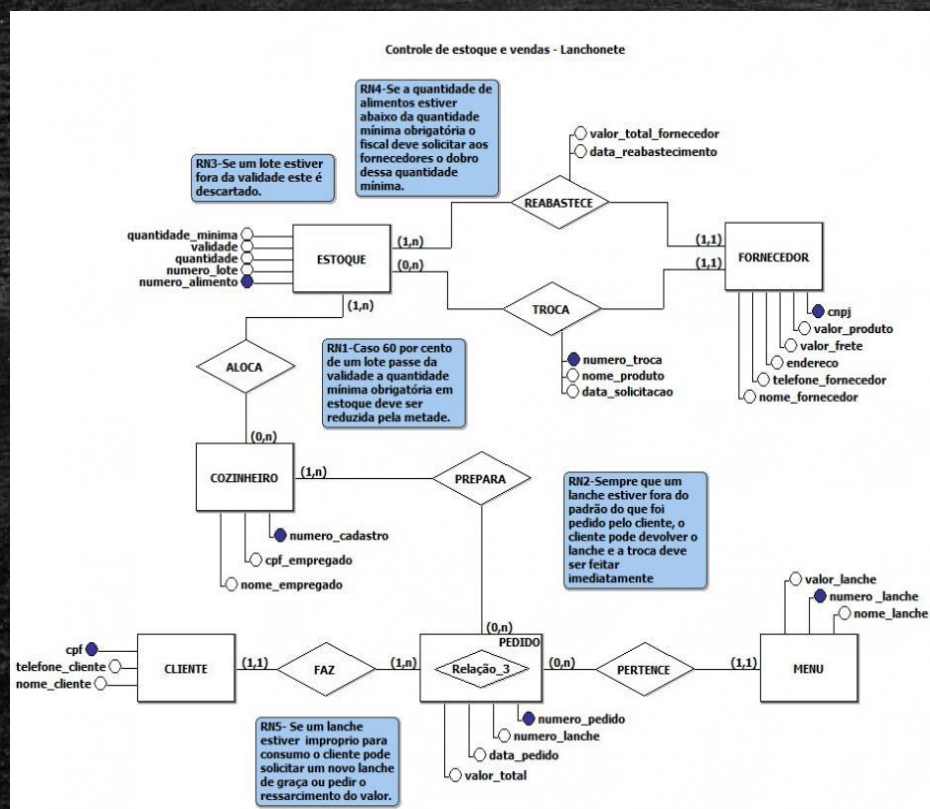 Controle de estoque e vendas - Lanchonete
RN4-Se a quantidade de
alimentos estiver
abaixo da quantidade
mínima obrigatória o
fiscal deve solicitar aos
fornecedores o dobro
dessa quantidade
mínima.
RN3-Se um lote estiver
fora da validade este é
descartado.
valor_total_fornecedor
data_reabastecimento
REABASTECE
quantidade_minima
validade
quantidade
numero_lote
numero_alimento
ESTOQUE
(1,n)
(0,n)
(1,n)
(1,1)
(1,1)
FORNECEDOR
TROCA
numero_troca
nome_produto
data_solicitacao
cnpj
valor_produto
valor_frete
endereco
telefone_fornecedor
nome_fornecedor
ALOCA
RN1-Caso 60 por cento
de um lote passe da
validade a quantidade
mínima obrigatória em
estoque deve ser
reduzida pela metade.
(0,n)
COZINHEIRO
(1,n)
PREPARA
numero_cadastro
cpf_empregado
nome_empregado
RN2-Sempre que um
lanche estiver fora do
padrão do que foi
pedido pelo cliente, o
cliente pode devolver o
lanche e a troca deve
ser feitar
imediatamente
valor_lanche
numero _lanche
nome_lanche
cpf
telefone_cliente
nome_cliente
CLIENTE
(1,1)
FAZ
(1,n)
(0,n)
PEDIDO
Relação_3
(0,n)
PERTENCE
(1,1)
MENU
numero_pedido
numero_lanche
data_pedido
valor_total
RN5- Se um lanche
estiver improprio para
consumo o cliente pode
solicitar um novo lanche
de graça ou pedir o
ressarcimento do valor.